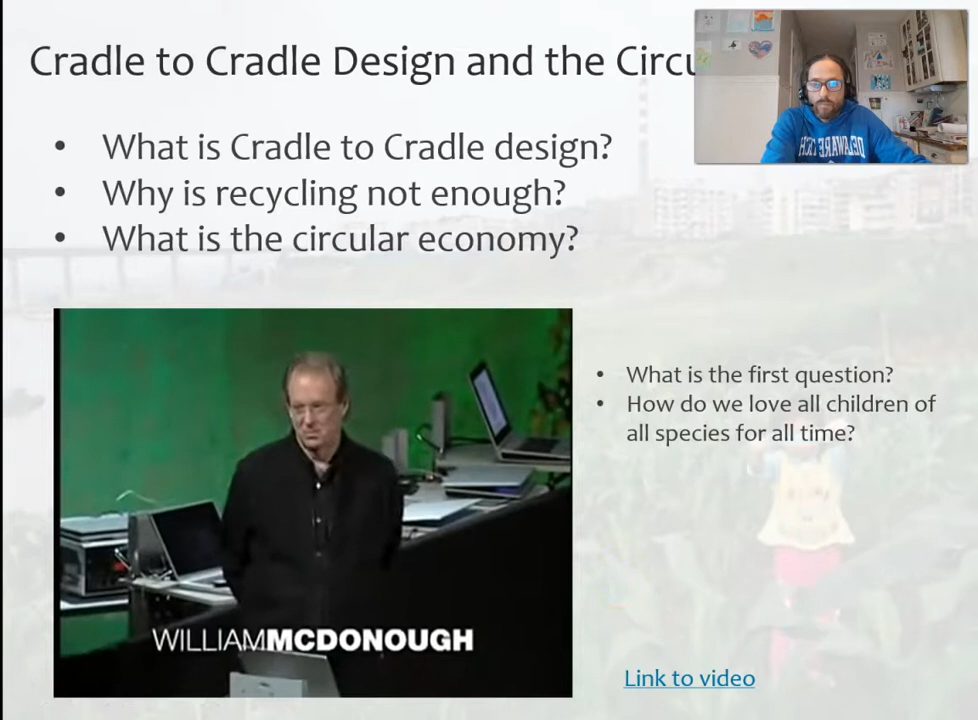 Cradle to Cradle Design and the Circu
• What is Cradle to Cradle design?
• Why is recycling not enough?
• What is the circular economy?
• What is the first question?
• How do we love all children of
all species for all time?
WILLIAMMCDONOUGH
Link to video
DELAWARE TECH